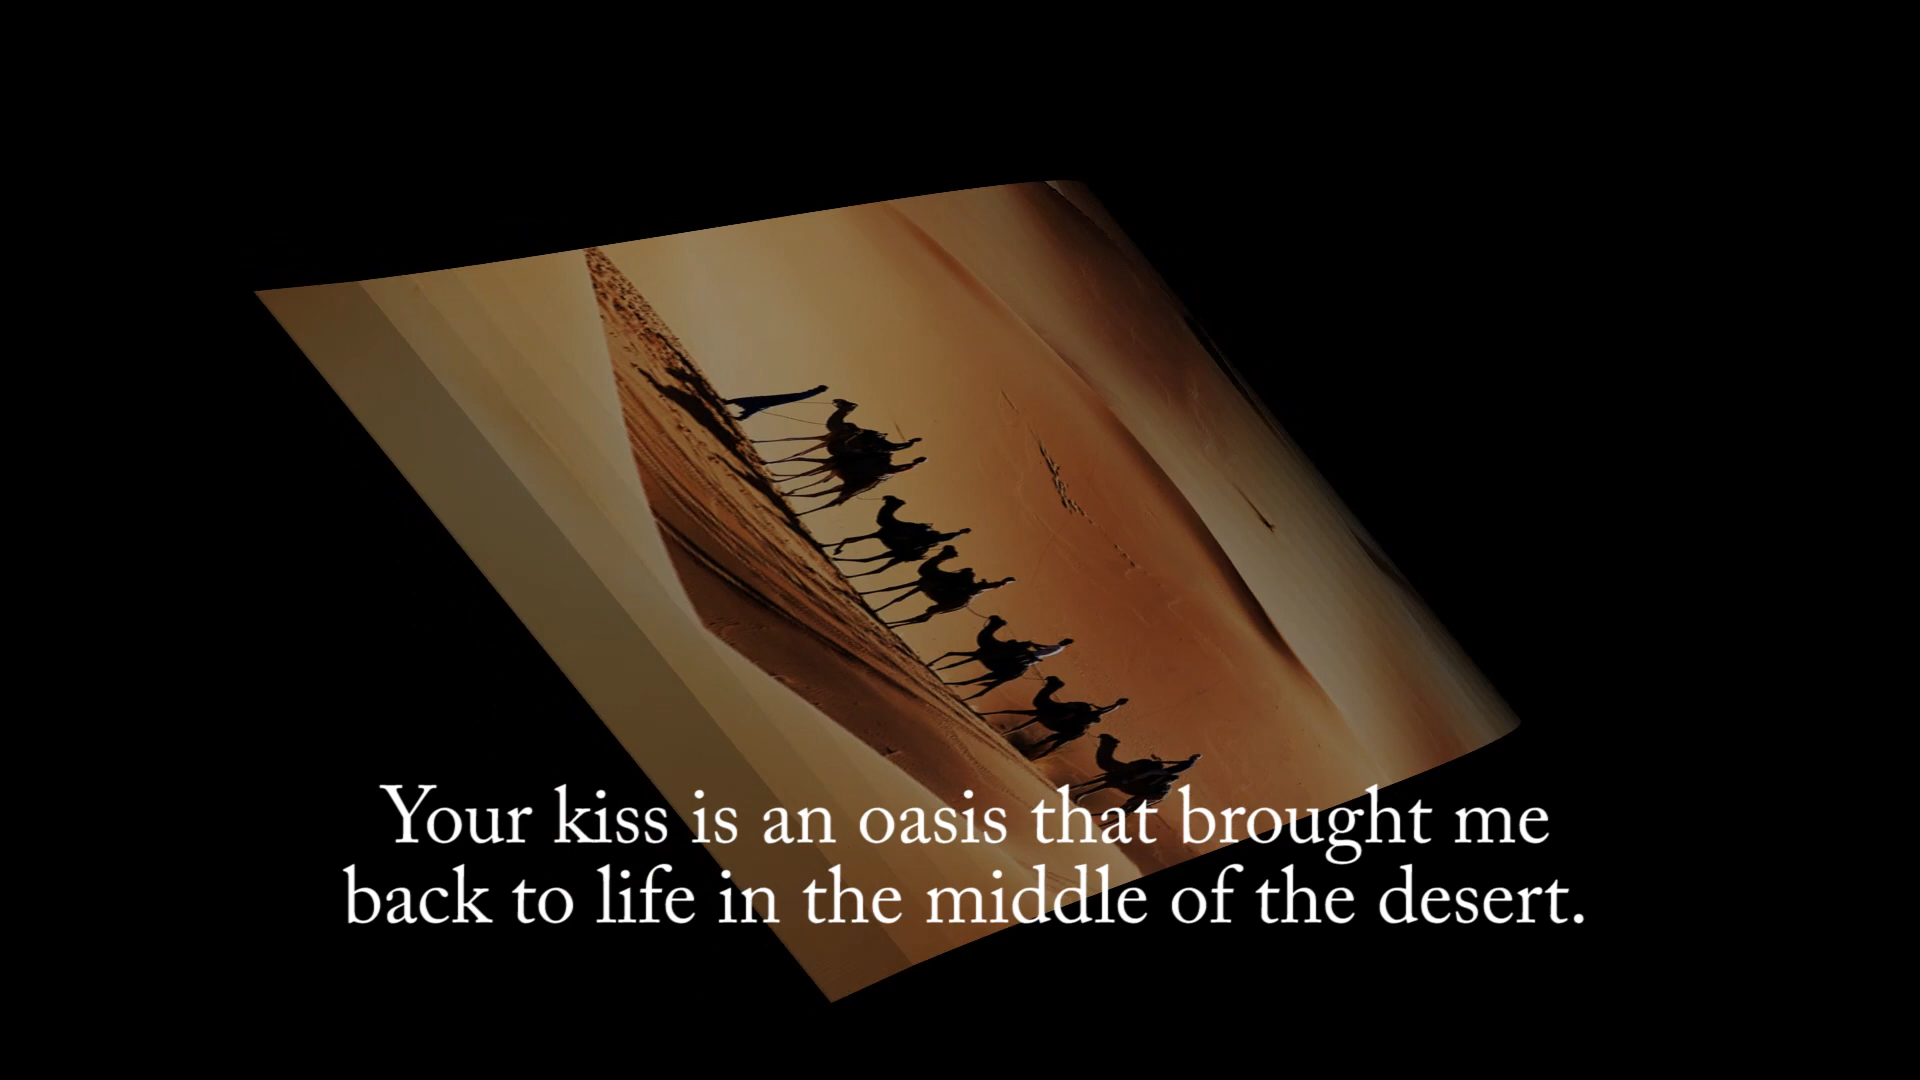 Your kiss is an oasis that brought me
back to life in the middle of the desert.